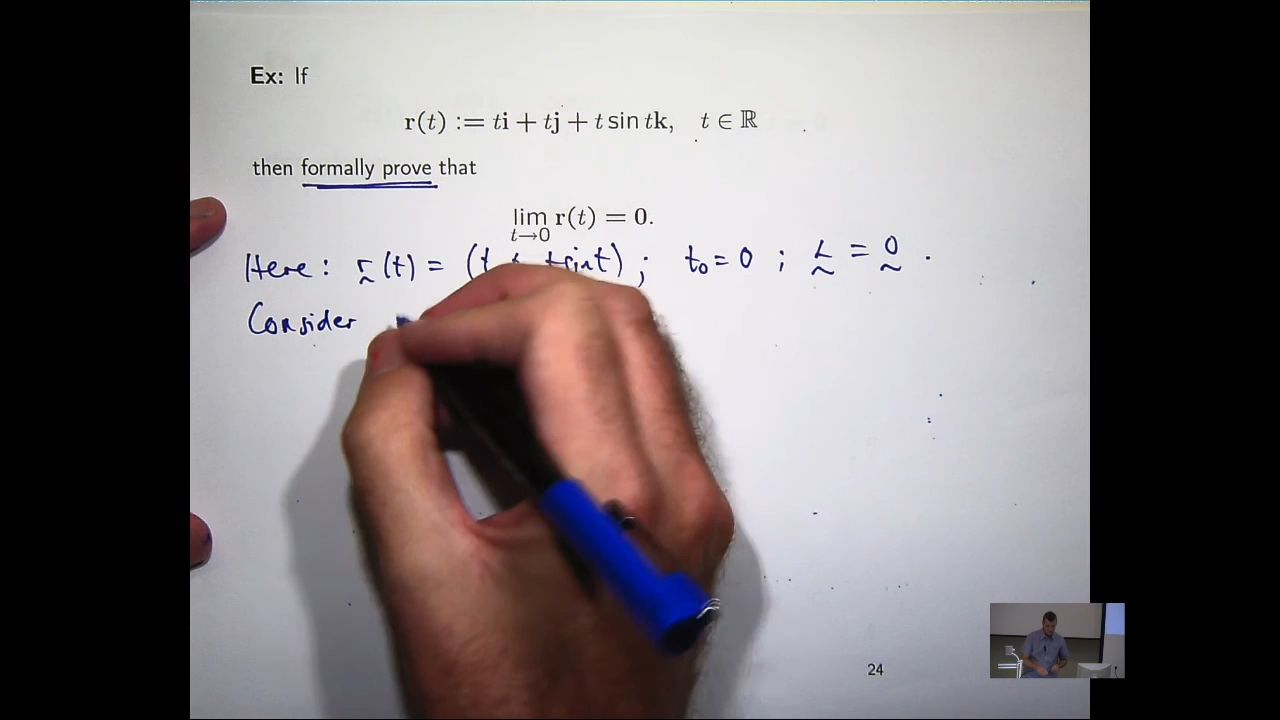 Ex: If
r(t) := ti + tj + t sin tk, t ∈ ℝ
then formally prove that
lim r(t) = 0.
t→0
Here: r(t) = (t, t, t sin t) ; t₀ = 0 ; L = 0 .
Consider
24